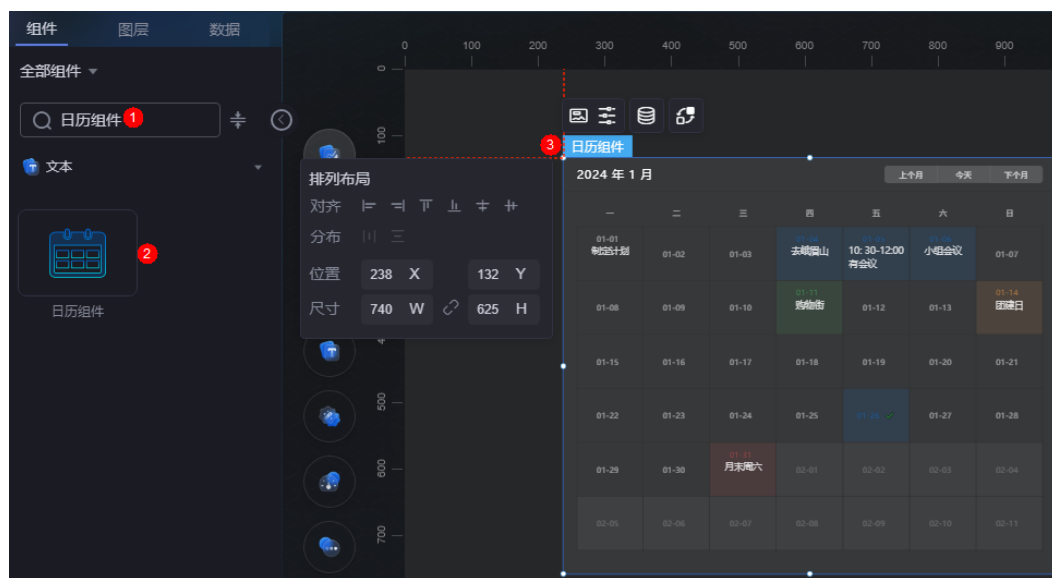 组件 图层 数据
全部组件
日历组件 1
文本
2
日历组件
0 100 200 300 400 500 600 700 800 900
0
100
4
500
600
700
排列布局
对齐
分布
位置 238 X 132 Y
尺寸 740 W 625 H
3 日历组件
2024 年 1 月 上个月 今天 下个月
一 二 三 四 五 六 日
01-01 01-02 01-03 01-07
制定计划 去峨眉山 10: 30-12:00 小组会议
有会议
01-08 01-09 01-10 01-11 01-12 01-13 01-14
购物街 团建日
01-15 01-16 01-17 01-18 01-19 01-20 01-21
01-22 01-23 01-24 01-25 01-26 01-27 01-28
01-29 01-30 01-31 02-01 02-02 02-03 02-04
月末周六
02-05 02-06 02-07 02-08 02-09 02-10 02-11